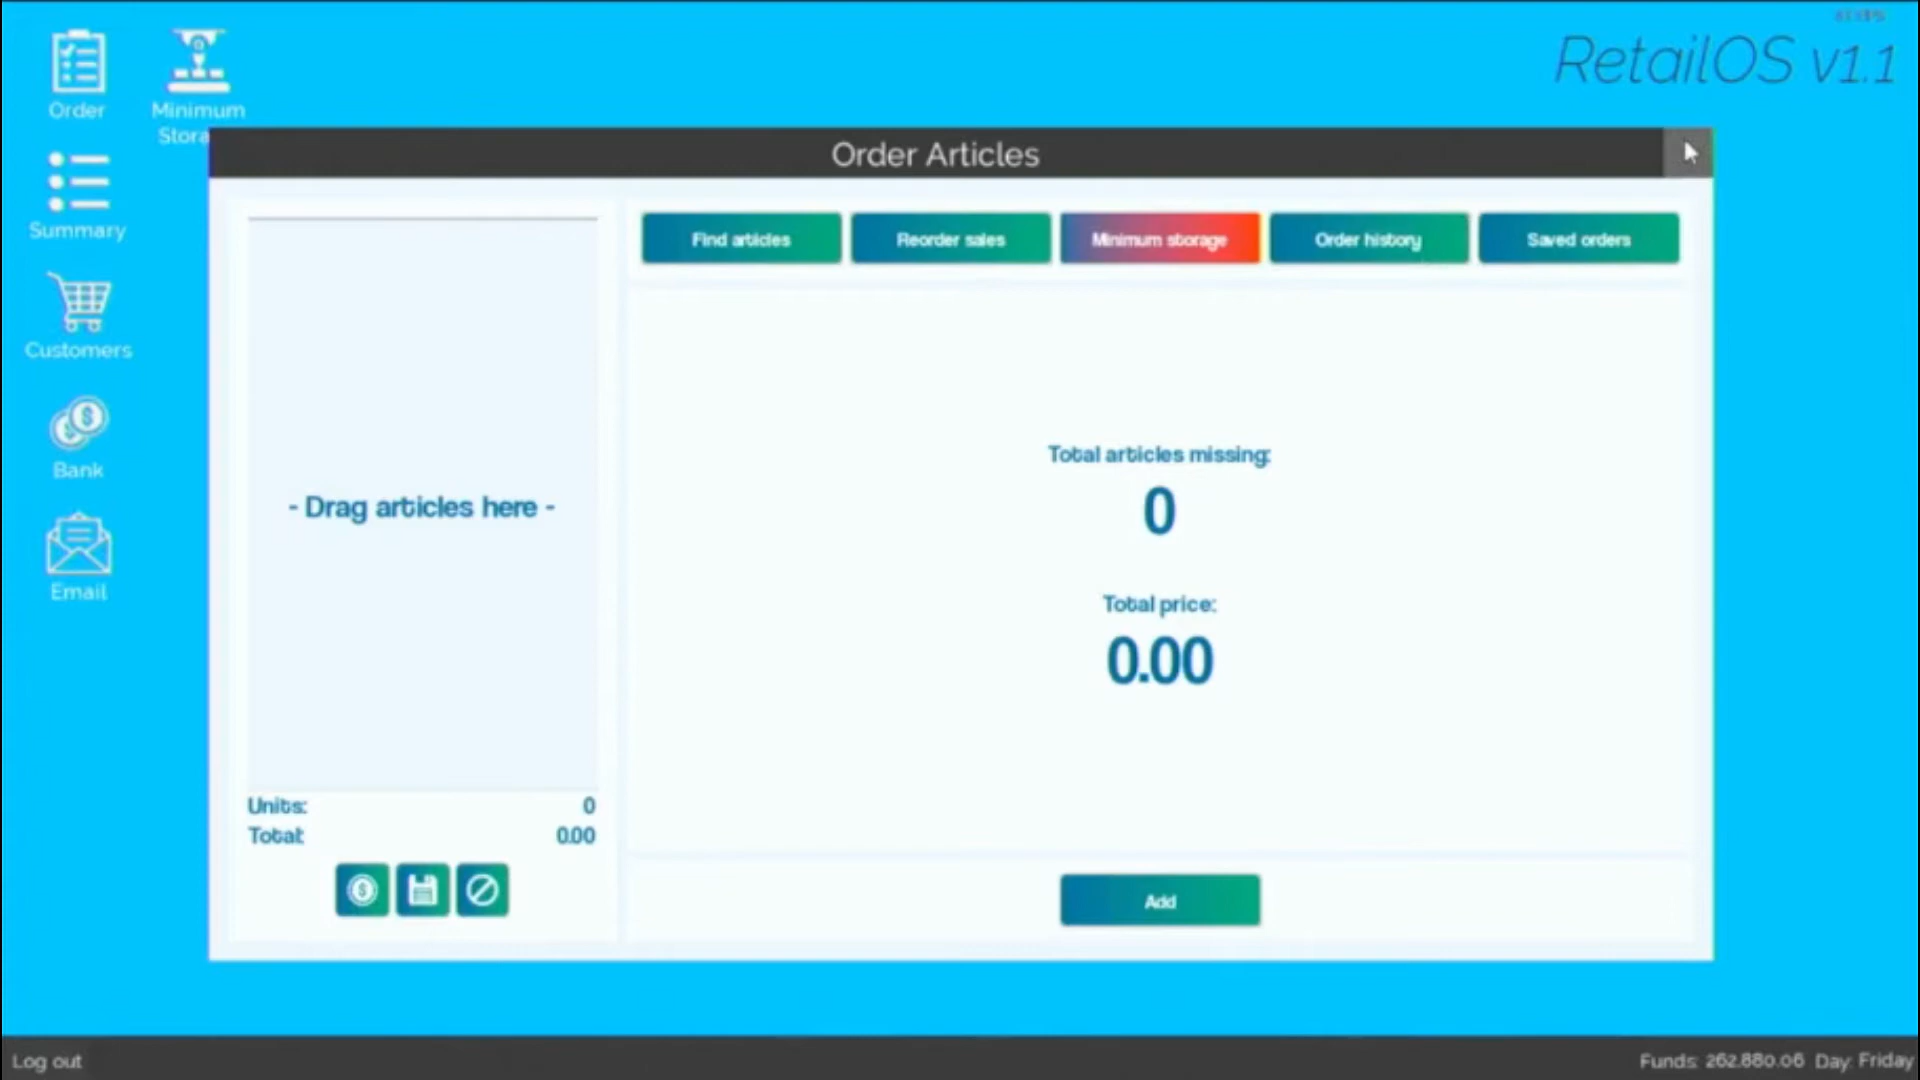 RetailOS v1.1
Order
Minimum
Stora
Summary
Customers
Bank
Email
Order Articles
Find articles
Reorder sales
Minimum storage
Order history
Saved orders
- Drag articles here -
Total articles missing:
0
Total price:
0.00
Units: 0
Total: 0.00
Add
Log out
Funds: 262.880.06 Day: Friday